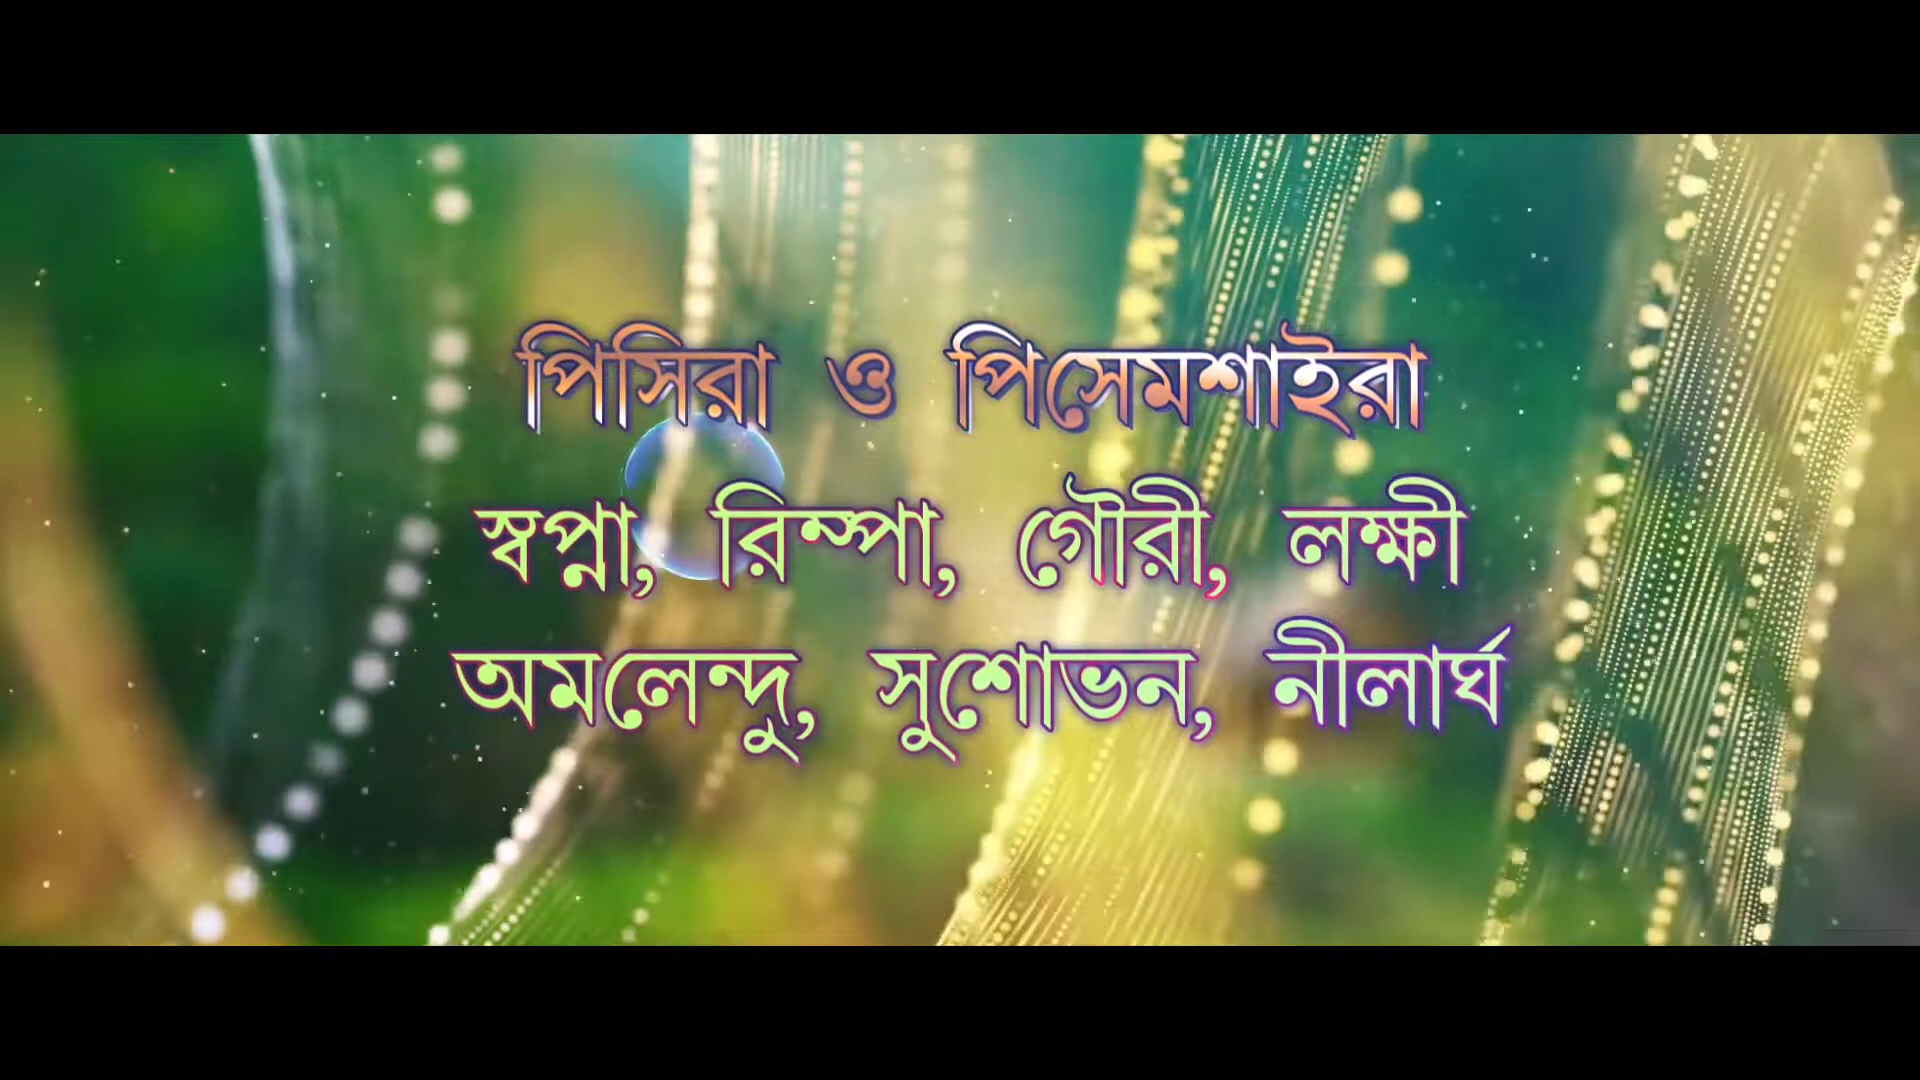 পিসিরা ও পিসেমশাইরা
স্বপ্না, রিম্পা, গৌরী, লক্ষী
অমলেন্দু, সুশোভন, নীলার্ঘ